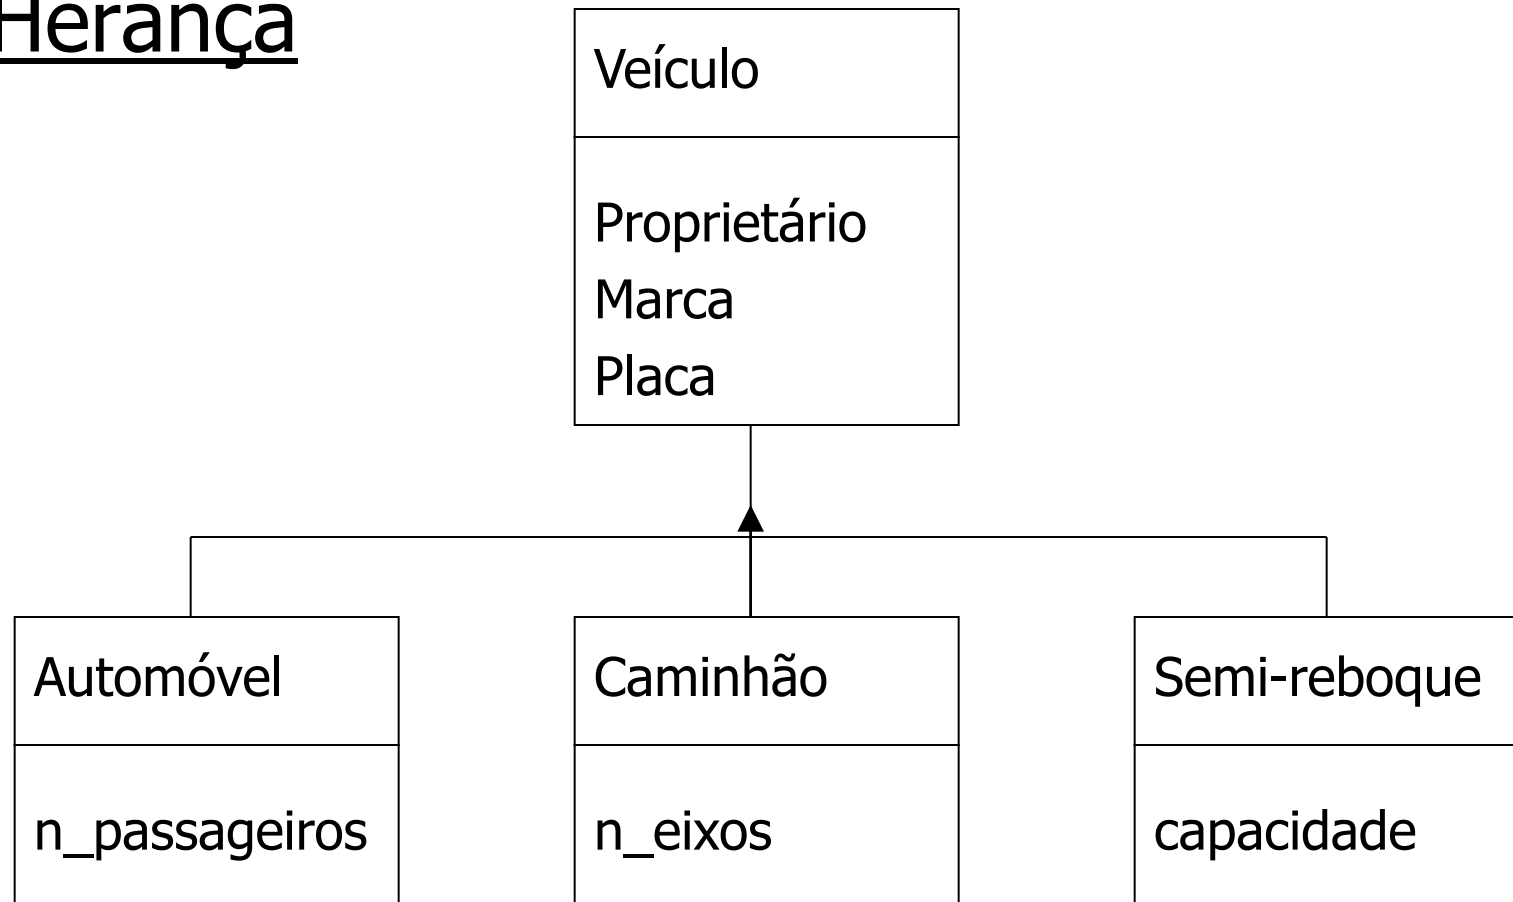 Herança
Veículo
Proprietário
Marca
Placa
Automóvel
n_passageiros
Caminhão
n_eixos
Semi-reboque
capacidade